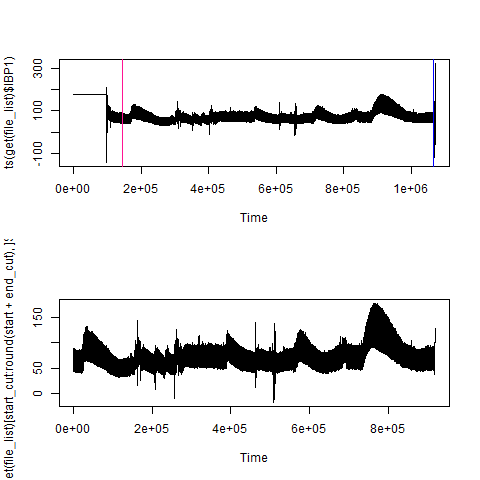 ts(get(file_list)$IBP1)
300
100
-100
0e+00 2e+05 4e+05 6e+05 8e+05 1e+06
Time
et(file_list)[start_cut:round(start + end_cut), ]$
150
50
0
0e+00 2e+05 4e+05 6e+05 8e+05
Time